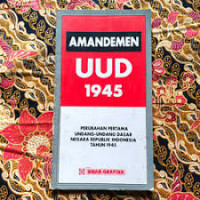 AMANDEMEN
UUD
1945
PERUBAHAN PERTAMA
UNDANG-UNDANG DASAR
NEGARA REPUBLIK INDONESIA
TAHUN 1945
SINAR GRAFIKA